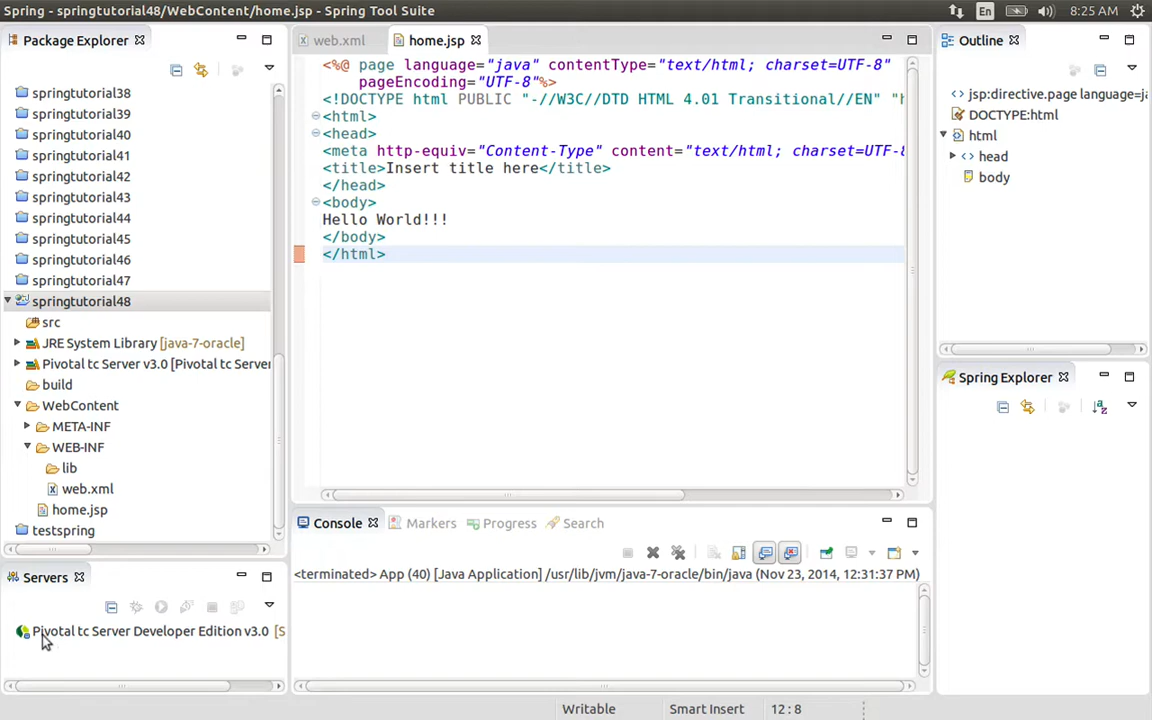 Spring - springtutorial48/WebContent/home.jsp - Spring Tool Suite
En
8:25 AM
Package Explorer
springtutorial38
springtutorial39
springtutorial40
springtutorial41
springtutorial42
springtutorial43
springtutorial44
springtutorial45
springtutorial46
springtutorial47
springtutorial48
src
JRE System Library [java-7-oracle]
Pivotal tc Server v3.0 [Pivotal tc Server
build
WebContent
META-INF
WEB-INF
lib
web.xml
home.jsp
testspring
Servers
Pivotal tc Server Developer Edition v3.0 [S
web.xml
home.jsp
<%@ page language="java" contentType="text/html; charset=UTF-8"
pageEncoding="UTF-8"%>
<!DOCTYPE html PUBLIC "-//W3C//DTD HTML 4.01 Transitional//EN" "h
<html>
<head>
<meta http-equiv="Content-Type" content="text/html; charset=UTF-8
<title>Insert title here</title>
</head>
<body>
Hello World!!!
</body>
</html>
Console
Markers
Progress
Search
<terminated> App (40) [Java Application] /usr/lib/jvm/java-7-oracle/bin/java (Nov 23, 2014, 12:31:37 PM)
Outline
jsp:directive.page language=ja
DOCTYPE:html
html
head
body
Spring Explorer
Writable
Smart Insert
12 : 8